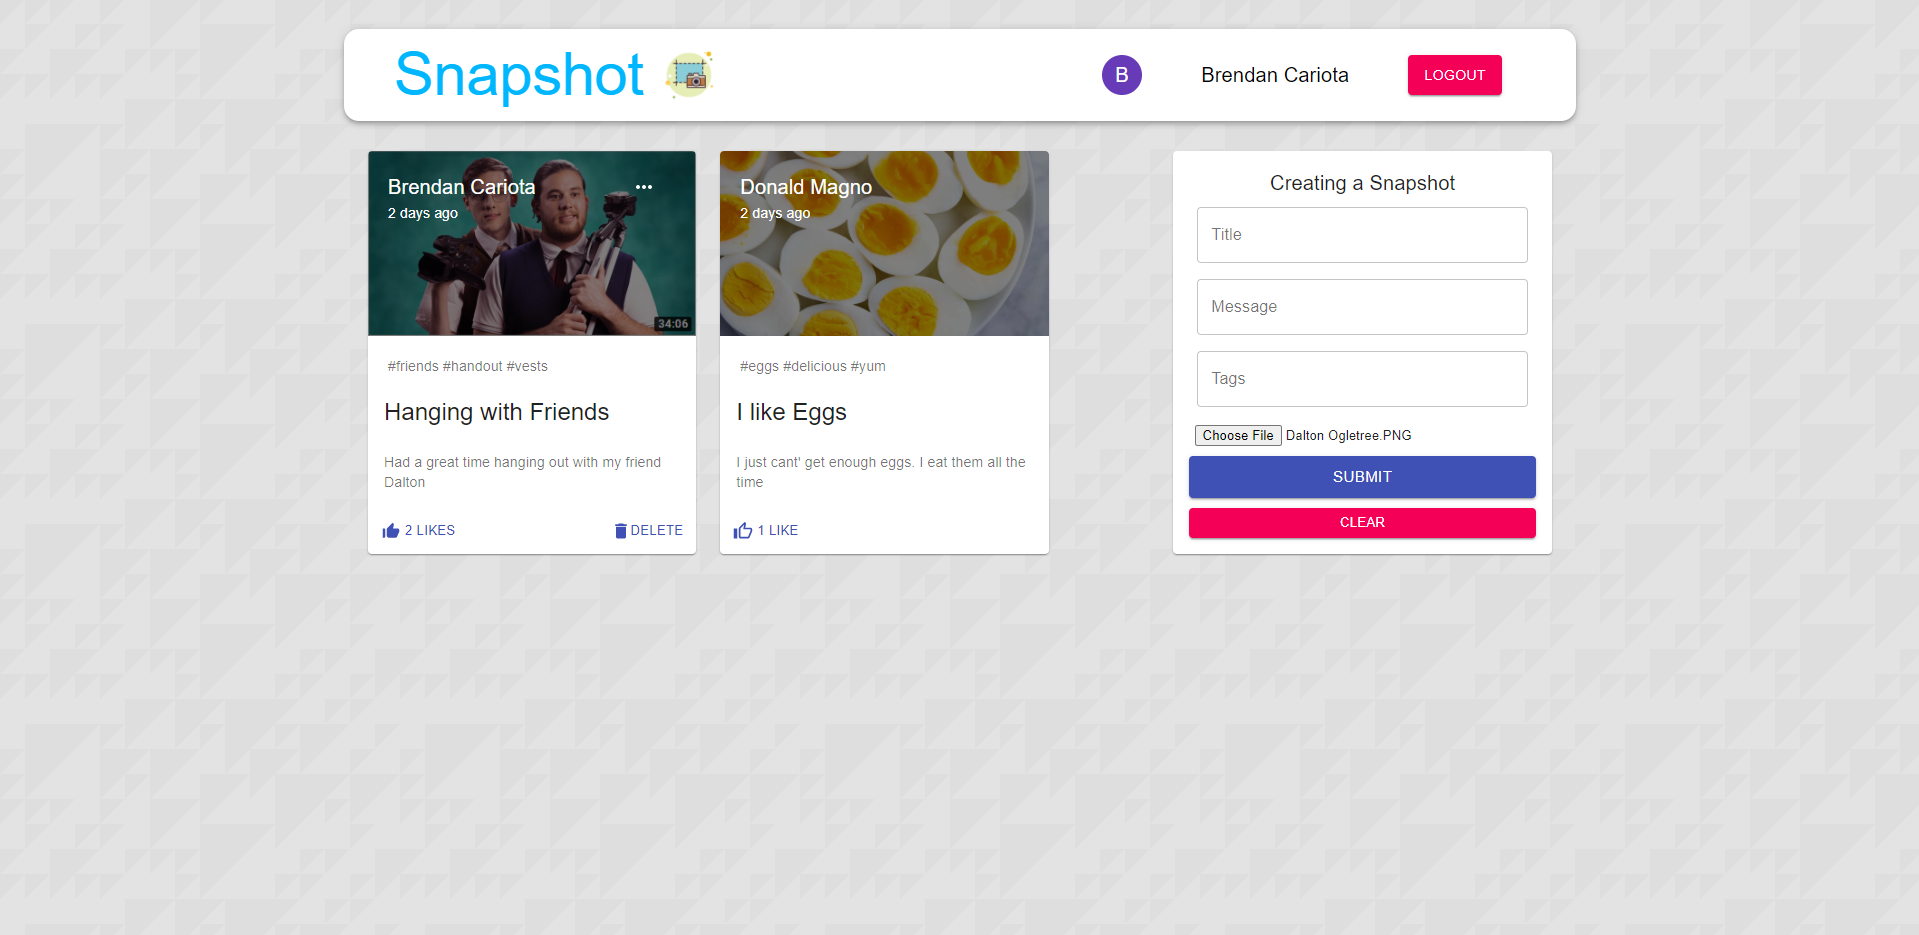 Snapshot
B
Brendan Cariota
LOGOUT
Brendan Cariota
2 days ago
34:06
#friends #handout #vests
Hanging with Friends
Had a great time hanging out with my friend
Dalton
2 LIKES
DELETE
Donald Magno
2 days ago
#eggs #delicious #yum
I like Eggs
I just cant' get enough eggs. I eat them all the
time
1 LIKE
Creating a Snapshot
Title
Message
Tags
Choose File Dalton Ogletree.PNG
SUBMIT
CLEAR